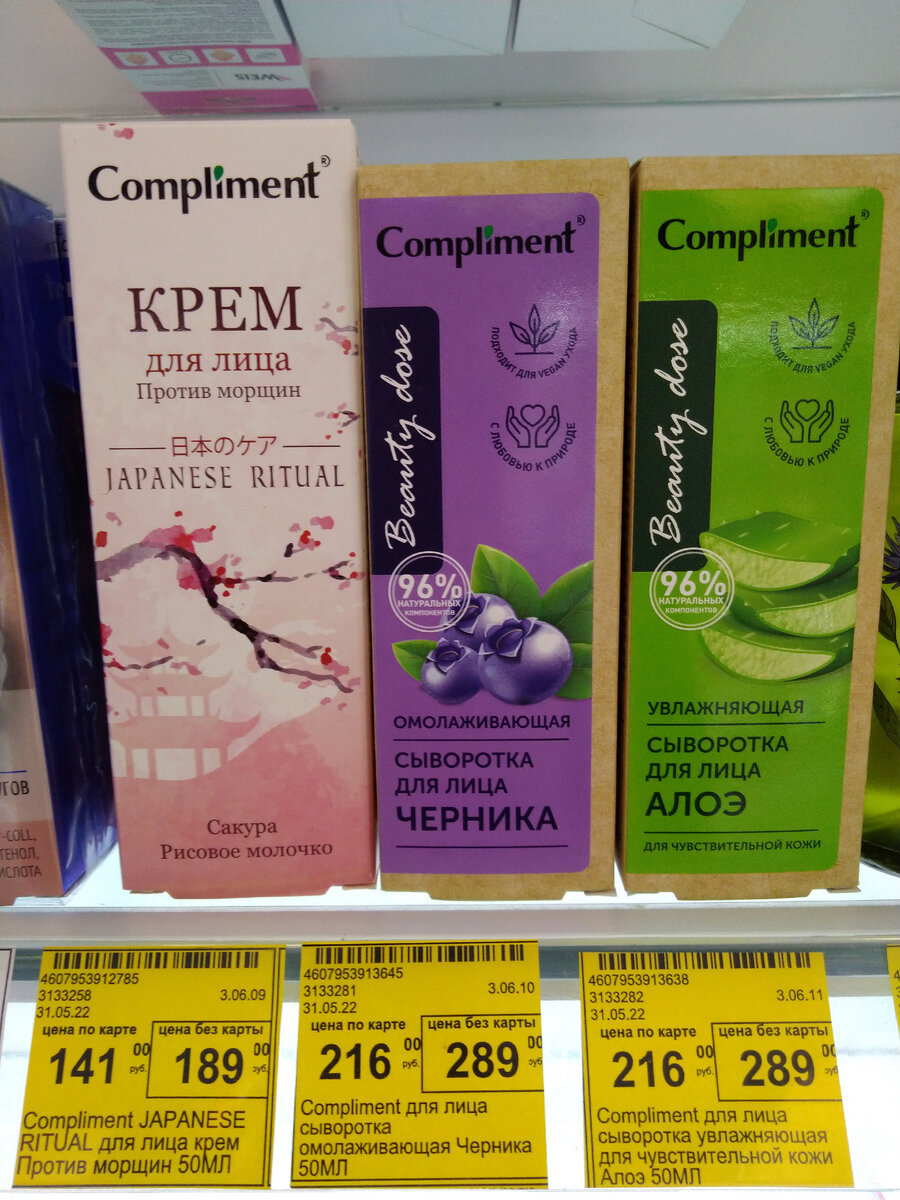 WEIS
Compliment®
КРЕМ
для лица
Против морщин
日本のケア
JAPANESE RITUAL
Сакура
Рисовое молочко
Compliment®
Beauty dose
ПОДХОДИТ ДЛЯ VEGAN УХОДА
С ЛЮБОВЬЮ К ПРИРОДЕ
96%
НАТУРАЛЬНЫХ
КОМПОНЕНТОВ
ОМОЛАЖИВАЮЩАЯ
СЫВОРОТКА
ДЛЯ ЛИЦА
ЧЕРНИКА
Compliment®
Beauty dose
ПОДХОДИТ ДЛЯ VEGAN УХОДА
С ЛЮБОВЬЮ К ПРИРОДЕ
96%
НАТУРАЛЬНЫХ
КОМПОНЕНТОВ
УВЛАЖНЯЮЩАЯ
СЫВОРОТКА
ДЛЯ ЛИЦА
АЛОЭ
ДЛЯ ЧУВСТВИТЕЛЬНОЙ КОЖИ
-COLL,
4607953912785
3133258 3.06.09
31.05.22
цена по карте цена без карты
141 00 руб. 189 00 руб.
Compliment JAPANESE
RITUAL для лица крем
Против морщин 50МЛ
4607953913645
3133281 3.06.10
31.05.22
цена по карте цена без карты
216 00 руб. 289 00 руб.
Compliment для лица
сыворотка
омолаживающая Черника
50МЛ
4607953913638
3133282 3.06.11
31.05.22
цена по карте цена без карты
216 00 руб. 289 00 руб.
Compliment для лица
сыворотка увлажняющая
для чувствительной кожи
Алоэ 50МЛ